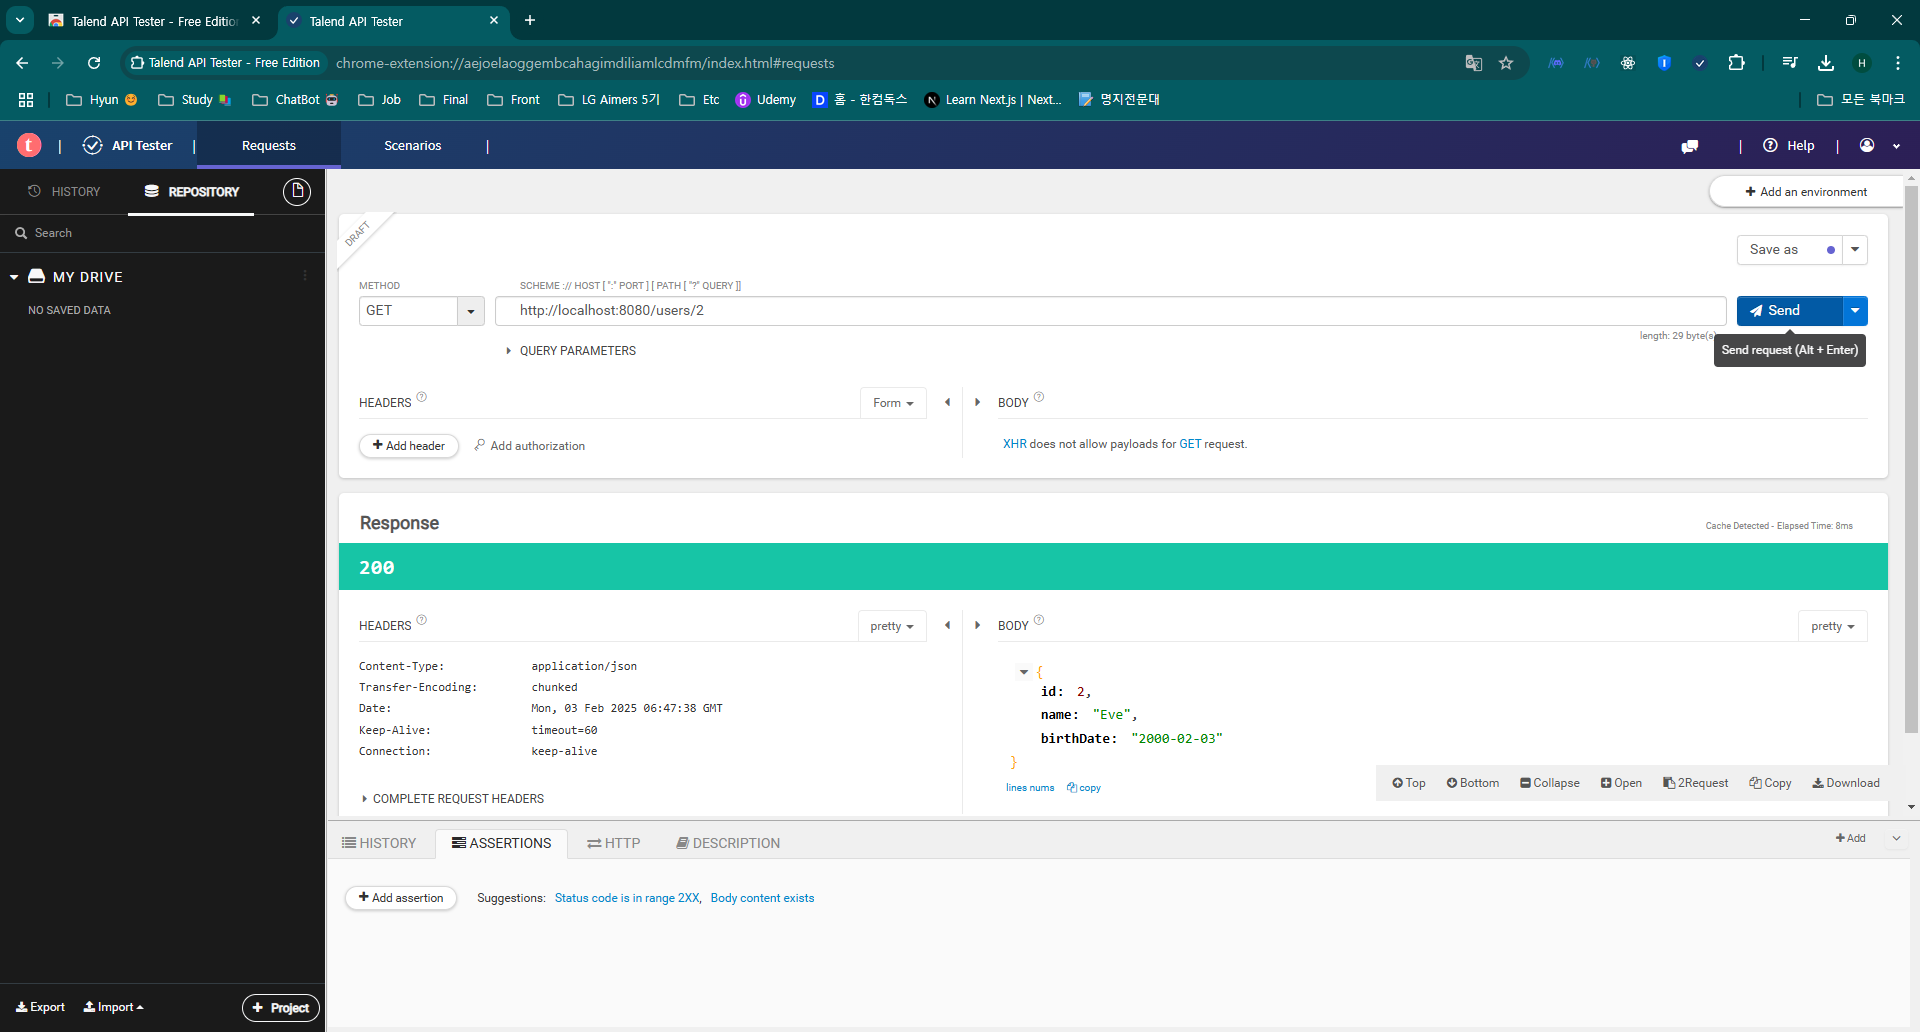 Talend API Tester - Free Edition
Talend API Tester
Talend API Tester - Free Edition
chrome-extension://aejoelaoggembcahagimdiliamlcdmfm/index.html#requests
H
Hyun
Study
ChatBot
Job
Final
Front
LG Aimers 5기
Etc
Udemy
D 홈 - 한컴독스
N Learn Next.js | Next...
명지전문대
모든 북마크
t | API Tester |
Requests
Scenarios |
| Help |
HISTORY
REPOSITORY
Search
MY DRIVE
NO SAVED DATA
Export
Import
+ Project
+ Add an environment
DRAFT
Save as
METHOD
SCHEME :// HOST [ ":" PORT ] [ PATH [ "?" QUERY ]]
GET
http://localhost:8080/users/2
Send
length: 29 byte(s)
Send request (Alt + Enter)
QUERY PARAMETERS
HEADERS ?
Form
BODY ?
+ Add header
Add authorization
XHR does not allow payloads for GET request.
Response
Cache Detected - Elapsed Time: 8ms
200
HEADERS ?
pretty
BODY ?
pretty
Content-Type: application/json
Transfer-Encoding: chunked
Date: Mon, 03 Feb 2025 06:47:38 GMT
Keep-Alive: timeout=60
Connection: keep-alive
COMPLETE REQUEST HEADERS
{
id: 2,
name: "Eve",
birthDate: "2000-02-03"
}
lines nums
copy
Top
Bottom
Collapse
Open
2Request
Copy
Download
HISTORY
ASSERTIONS
HTTP
DESCRIPTION
+ Add
+ Add assertion
Suggestions: Status code is in range 2XX, Body content exists